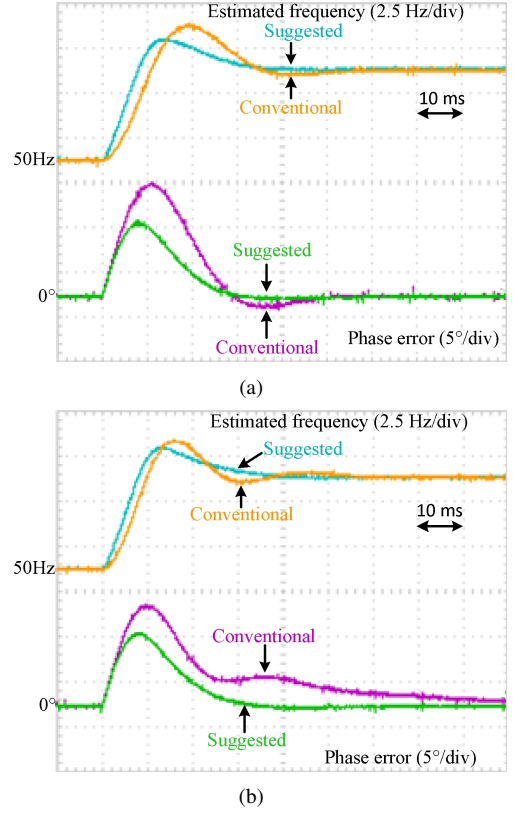 Estimated frequency (2.5 Hz/div)
Suggested
Conventional
10 ms
50Hz
Suggested
0°
Conventional
Phase error (5°/div)
(a)
Estimated frequency (2.5 Hz/div)
Suggested
Conventional
10 ms
50Hz
Conventional
0°
Suggested
Phase error (5°/div)
(b)